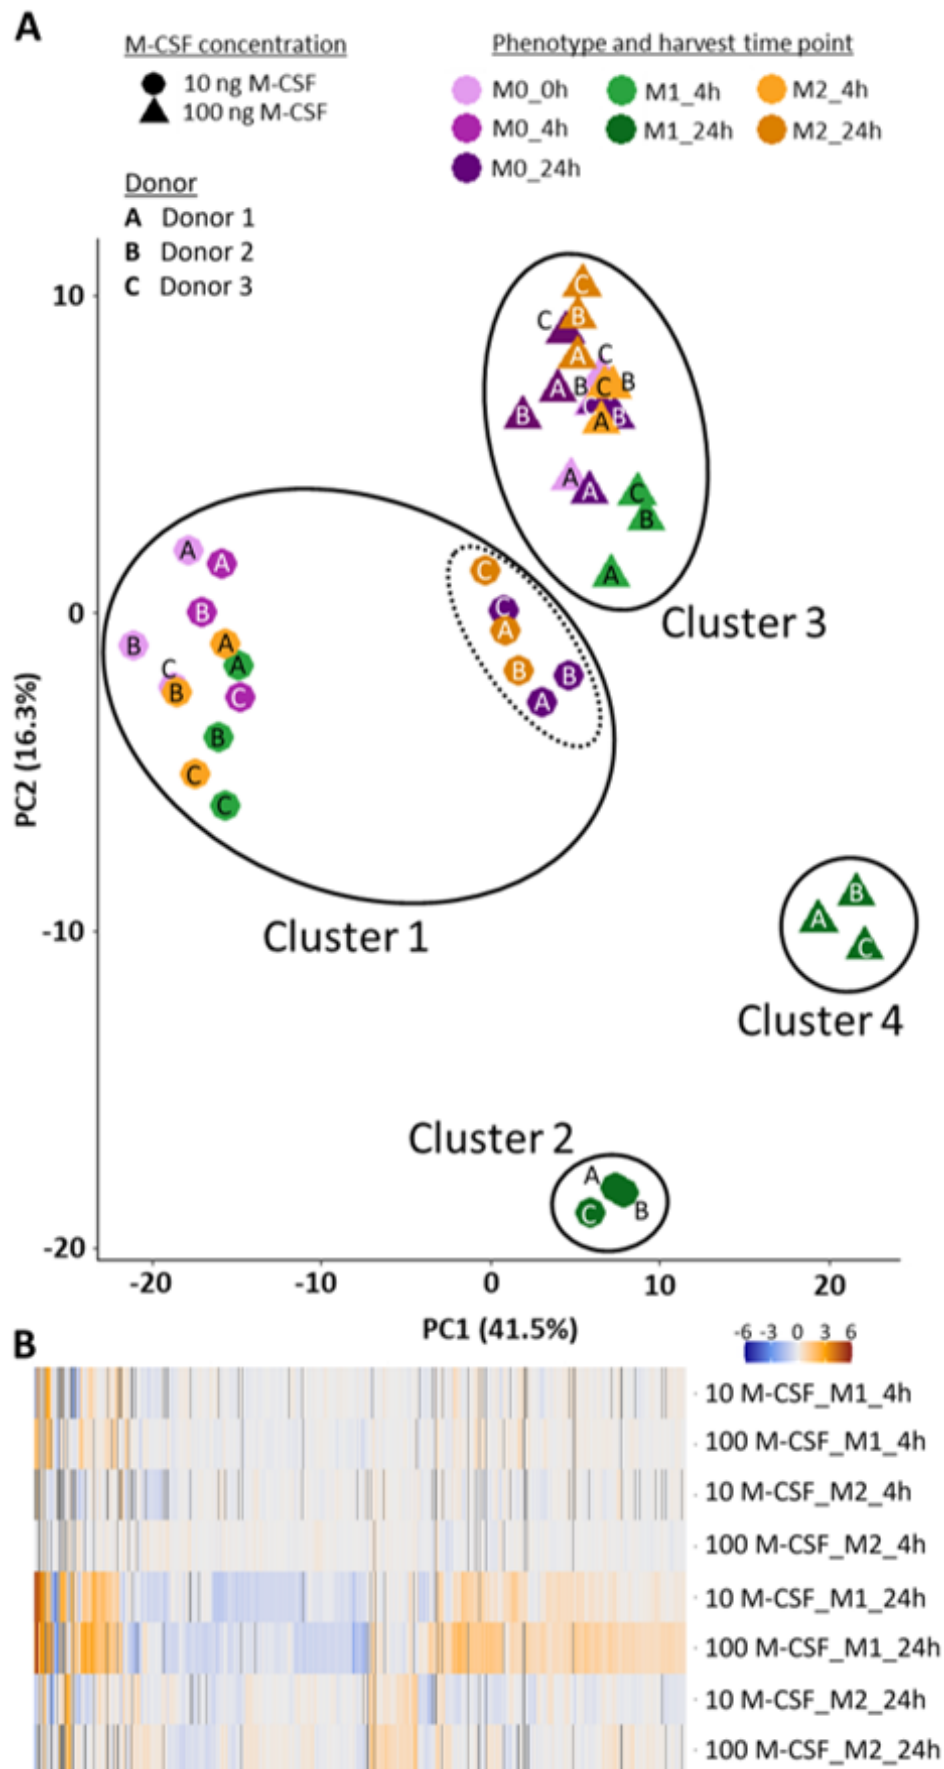 A
M-CSF concentration
10 ng M-CSF
100 ng M-CSF
Phenotype and harvest time point
M0_0h
M1_4h
M2_4h
M0_4h
M1_24h
M2_24h
M0_24h
Donor
A Donor 1
B Donor 2
C Donor 3
10
C
B
C
A
C
A
B
C
B
B
C
B
A
A
A
C
B
A
Cluster 3
0
A
A
B
B
A
A
C
B
C
B
C
C
C
C
A
B
B
A
PC2 (16.3%)
-10
Cluster 1
B
A
C
Cluster 4
Cluster 2
A
C
B
-20
-20
-10
0
10
20
PC1 (41.5%)
B
-6 -3 0 3 6
10 M-CSF_M1_4h
100 M-CSF_M1_4h
10 M-CSF_M2_4h
100 M-CSF_M2_4h
10 M-CSF_M1_24h
100 M-CSF_M1_24h
10 M-CSF_M2_24h
100 M-CSF_M2_24h